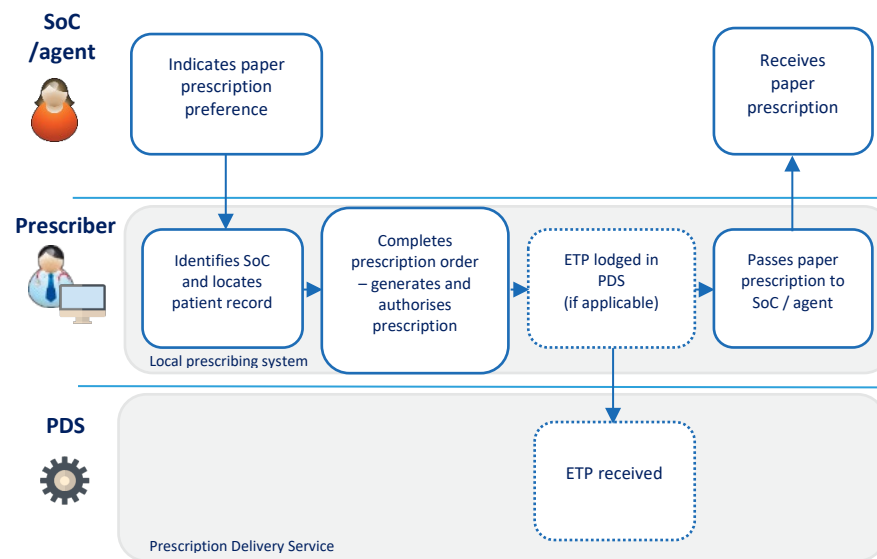 SoC
/agent
Indicates paper
prescription
preference
Receives
paper
prescription
Prescriber
Identifies SoC
and locates
patient record
Completes
prescription order
– generates and
authorises
prescription
ETP lodged in
PDS
(if applicable)
Passes paper
prescription to
SoC / agent
Local prescribing system
PDS
ETP received
Prescription Delivery Service